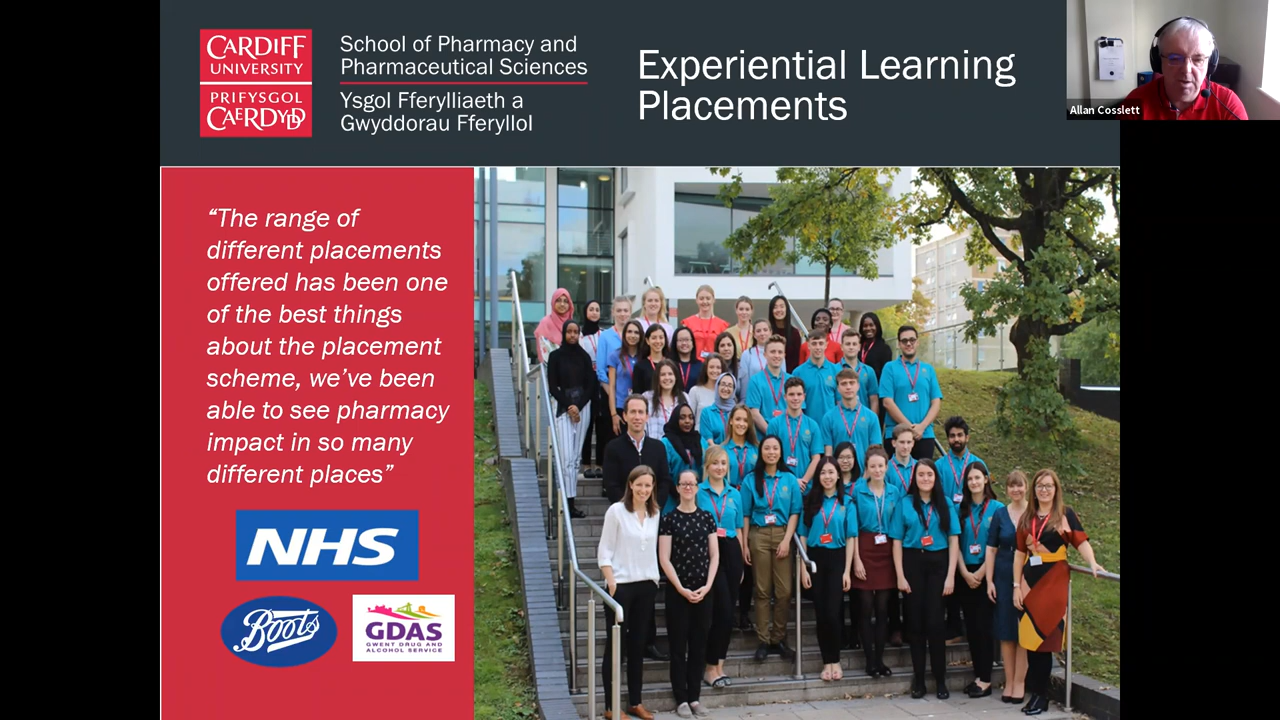 CARDIFF
UNIVERSITY
PRIFYSGOL
CAERDYDD
School of Pharmacy and
Pharmaceutical Sciences
Ysgol Fferylliaeth a
Gwyddorau Fferyllol
Experiential Learning
Placements
Allan Cosslett
“The range of
different placements
offered has been one
of the best things
about the placement
scheme, we’ve been
able to see pharmacy
impact in so many
different places”
NHS
Boots
GDAS
GWENT DRUG AND
ALCOHOL SERVICE